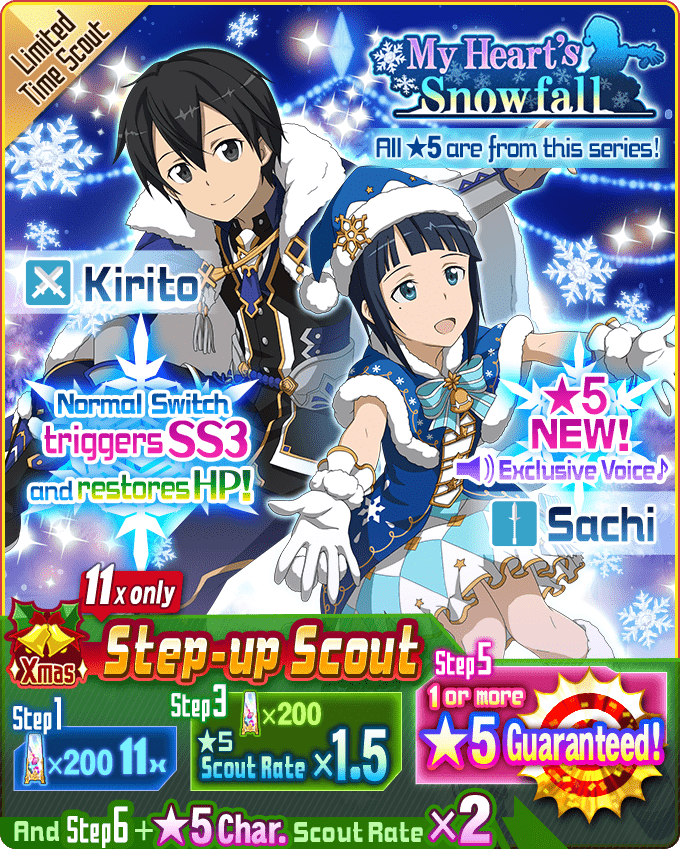 Limited
Time Scout
My Heart's
Snowfall
All ★5 are from this series!
Kirito
Normal Switch
triggers SS3
and restores HP!
★5
NEW!
Exclusive Voice♪
Sachi
11x only
Xmas
Step-up Scout
Step1
×200 11x
Step3
×200
★5
Scout Rate ×1.5
Step5
1 or more
★5 Guaranteed!
And Step6 + ★5 Char. Scout Rate ×2